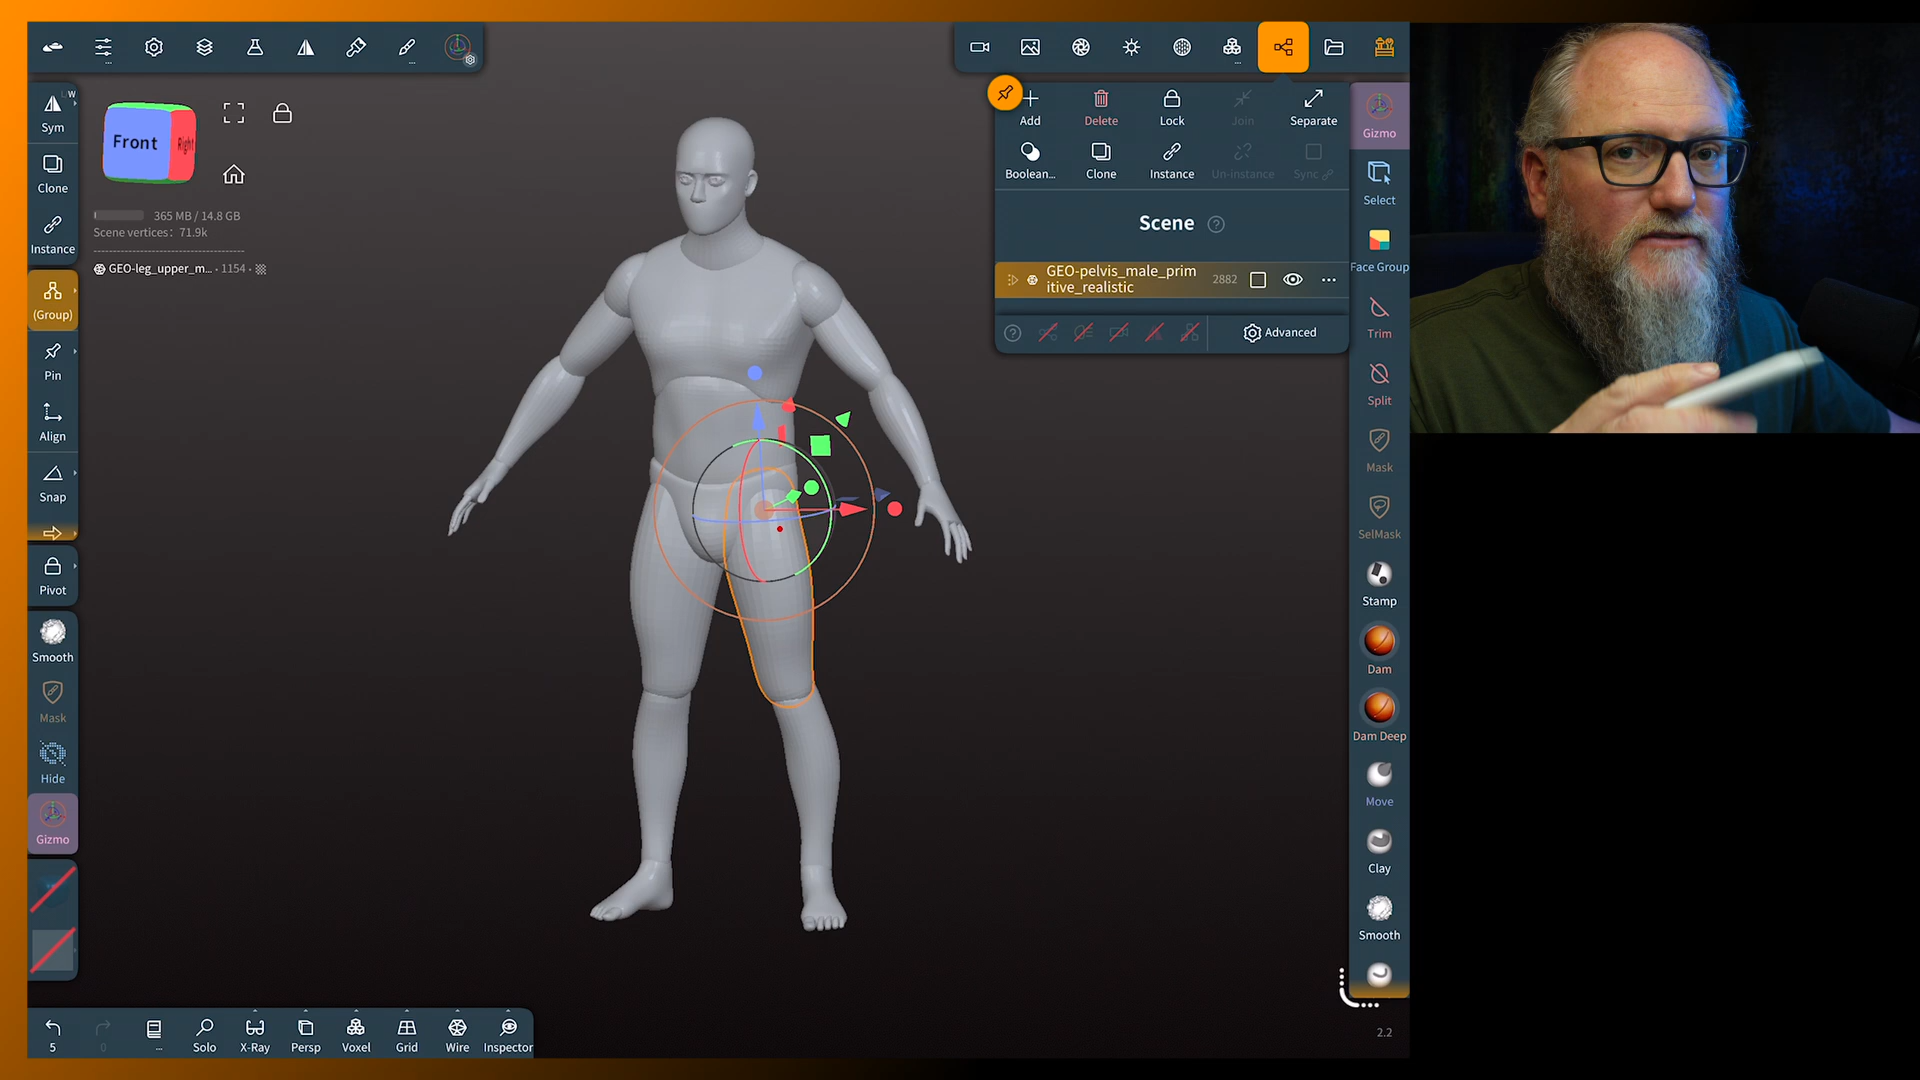 Sym
L/W
Clone
Instance
(Group)
Pin
Align
Snap
Pivot
Smooth
Mask
Hide
Gizmo
Front
Right
365 MB / 14.8 GB
Scene vertices: 71.9k
GEO-leg_upper_m... · 1154 ·
Add
Delete
Lock
Join
Separate
Boolean...
Clone
Instance
Un-instance
Sync
Scene ?
GEO-pelvis_male_prim
itive_realistic
2882
...
? Advanced
Gizmo
Select
Face Group
Trim
Split
Mask
SelMask
Stamp
Dam
Dam Deep
Move
Clay
Smooth
5
0
...
Solo
X-Ray
Persp
Voxel
Grid
Wire
Inspector
2.2